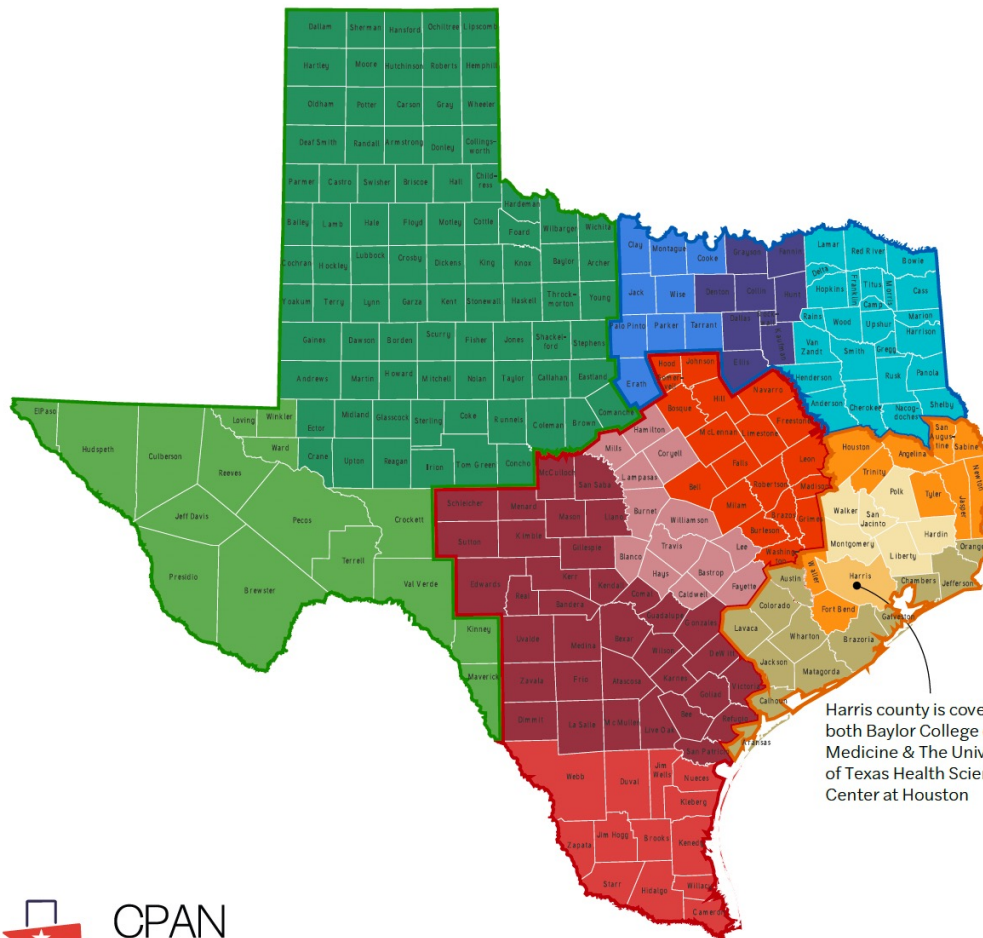 Dallam Sherman Hansford Ochiltree Lipscomb
Hartley Moore Hutchinson Roberts Hemphill
Oldham Potter Carson Gray Wheeler
Deaf Smith Randall Armstrong Donley Collings-
worth
Parmer Castro Swisher Briscoe Hall Child-
ress
Hardeman
Bailey Lamb Hale Floyd Motley Cottle Foard Wilbarger Wichita
Clay Montague Cooke Grayson Fannin Lamar Red River Bowie
Cochran Hockley Lubbock Crosby Dickens King Knox Baylor Archer
Delta Hopkins Franklin Titus Morris Camp Cass
Yoakum Terry Lynn Garza Kent Stonewall Haskell Throck-
morton Young
Jack Wise Denton Collin Hunt
Rains Wood Upshur Marion Harrison
Gaines Dawson Borden Scurry Fisher Jones Shackel-
ford Stephens
Palo Pinto Parker Tarrant Dallas Kaufman Van
Zandt Smith Gregg
Andrews Martin Howard Mitchell Nolan Taylor Callahan Eastland
Erath Hood Johnson Ellis Henderson Rusk Panola
ElPaso Loving Winkler
Ector Midland Glasscock Sterling Coke Runnels Coleman Brown Comanche
Bosque Hill Navarro Anderson Cherokee Nacog-
doches Shelby
Hudspeth Culberson Reeves Ward Crane Upton Reagan Irion Tom Green Concho
Mills Hamilton McLennan Limestone Freestone
Houston Angelina San
Augus-
tine Sabine
McCulloch San Saba Lampasas Coryell Falls Leon Trinity Newton
Jeff Davis Pecos Crockett Schleicher Menard Mason Llano Burnet Bell Milam Robertson Madison
Walker San
Jacinto Polk Tyler Jasper
Presidio Brewster Terrell Sutton Kimble Gillespie Blanco Williamson Travis Lee Burleson Brazos Grimes
Montgomery Liberty Hardin Orange
Val Verde Edwards Real Kerr Bandera Kendall Comal Hays Caldwell Bastrop Fayette Washing-
ton
Austin Waller Harris Chambers Jefferson
Kinney Uvalde Medina Bexar Guadalupe Gonzales Lavaca Colorado Fort Bend Galveston
Maverick Zavala Frio Atascosa Wilson Karnes DeWitt Jackson Wharton Brazoria
Dimmit La Salle McMullen Live Oak Bee Goliad Victoria Refugio Calhoun Matagorda
San Patricio Aransas
Webb Duval Jim
Wells Nueces
Kleberg
Zapata Jim Hogg Brooks Kenedy
Starr Hidalgo Willacy
Cameron
Harris county is cove
both Baylor College
Medicine & The Univ
of Texas Health Scien
Center at Houston
CPAN